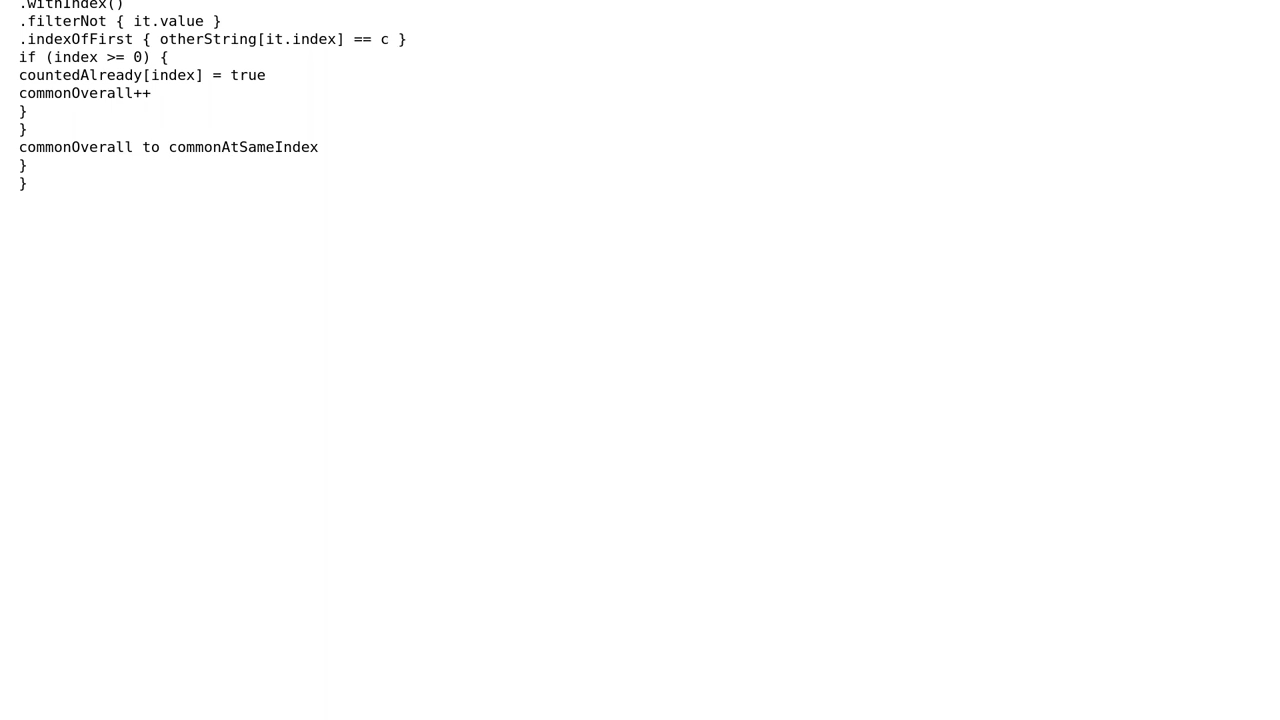 .withIndex()
.filterNot { it.value }
.indexOfFirst { otherString[it.index] == c }
if (index >= 0) {
countedAlready[index] = true
commonOverall++
}
}
commonOverall to commonAtSameIndex
}
}